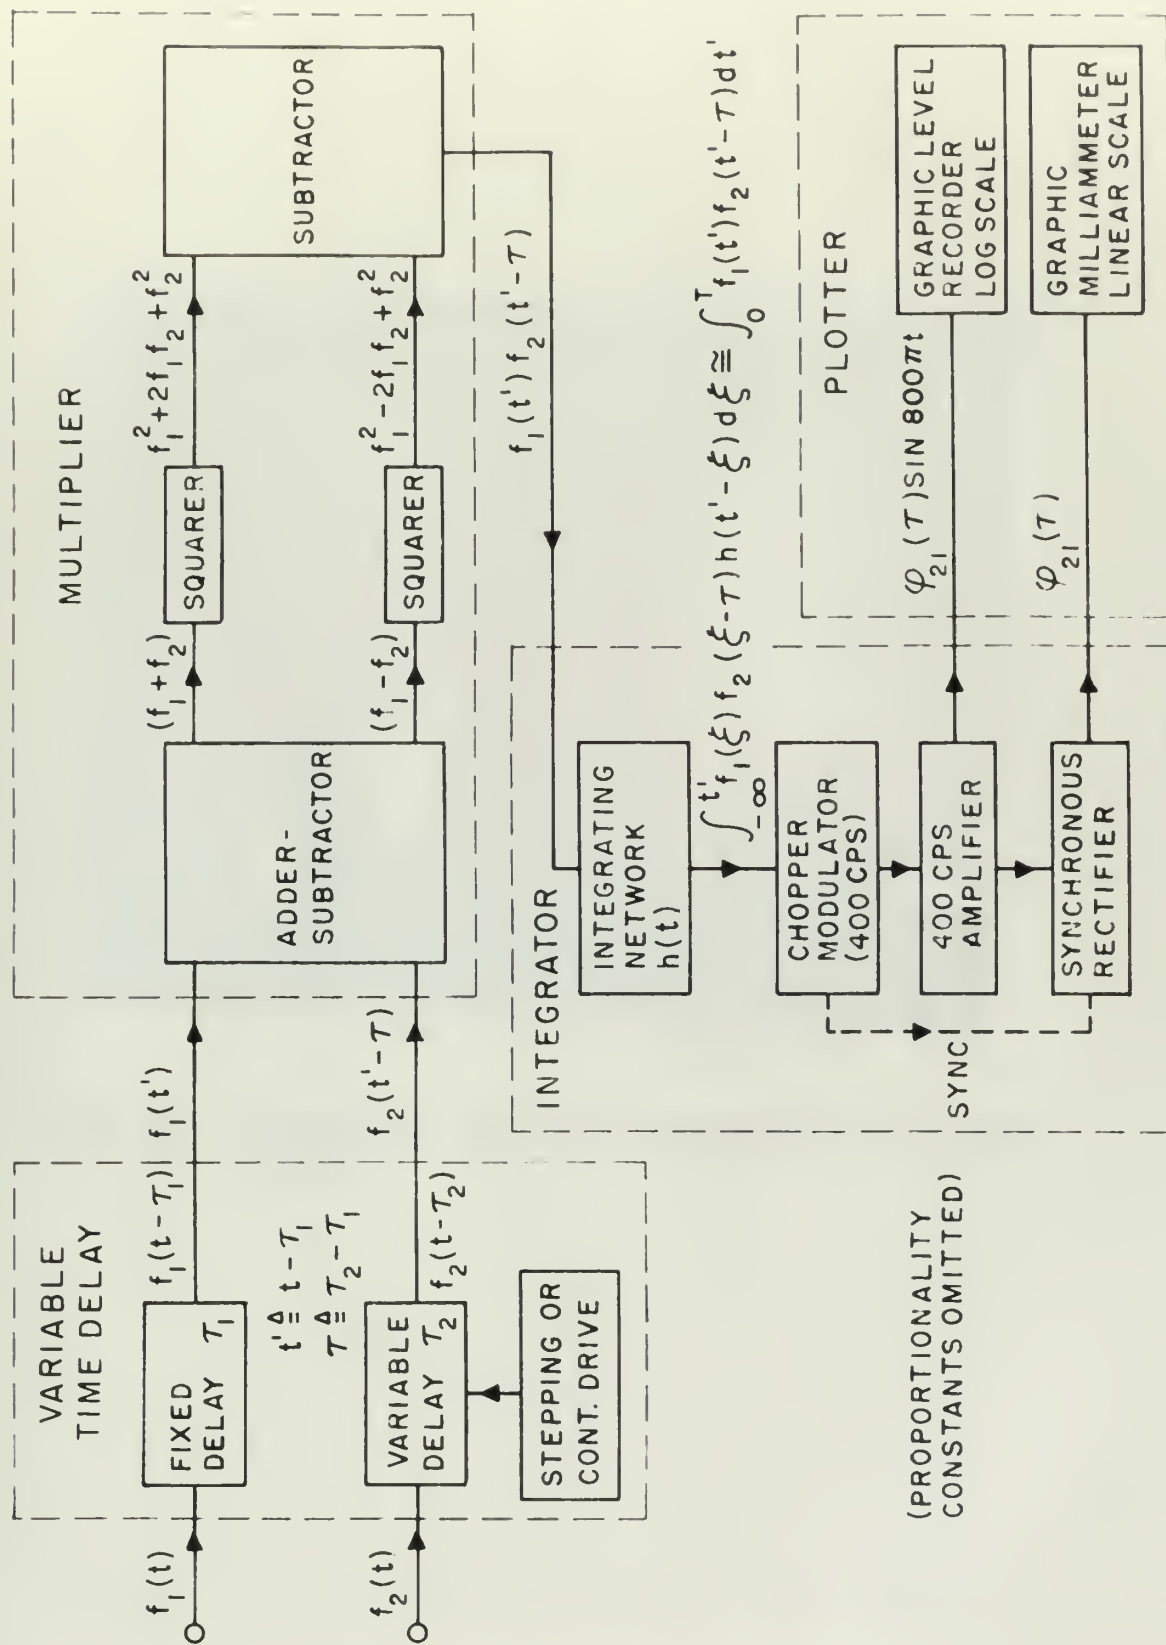 VARIABLE
TIME DELAY
f₁(t)
FIXED
DELAY τ₁
f₁(t-τ₁)
f₁(t')
t' ≜ t-τ₁
τ ≜ τ₂-τ₁
f₂(t)
VARIABLE
DELAY τ₂
f₂(t-τ₂)
f₂(t'-τ)
STEPPING OR
CONT. DRIVE
MULTIPLIER
ADDER-
SUBTRACTOR
(f₁+f₂)
SQUARER
f₁²+2f₁f₂+f₂²
(f₁-f₂)
SQUARER
f₁²-2f₁f₂+f₂²
SUBTRACTOR
f₁(t')f₂(t'-τ)
INTEGRATOR
INTEGRATING
NETWORK
h(t)
∫₋∞^t' f₁(ξ)f₂(ξ-τ)h(t'-ξ)dξ ≅ ∫₀^T f₁(t')f₂(t'-τ)dt'
CHOPPER
MODULATOR
(400 CPS)
400 CPS
AMPLIFIER
SYNC
SYNCHRONOUS
RECTIFIER
PLOTTER
φ₂₁(τ)SIN 800πt
GRAPHIC LEVEL
RECORDER
LOG SCALE
φ₂₁(τ)
GRAPHIC
MILLIAMMETER
LINEAR SCALE
(PROPORTIONALITY
CONSTANTS OMITTED)